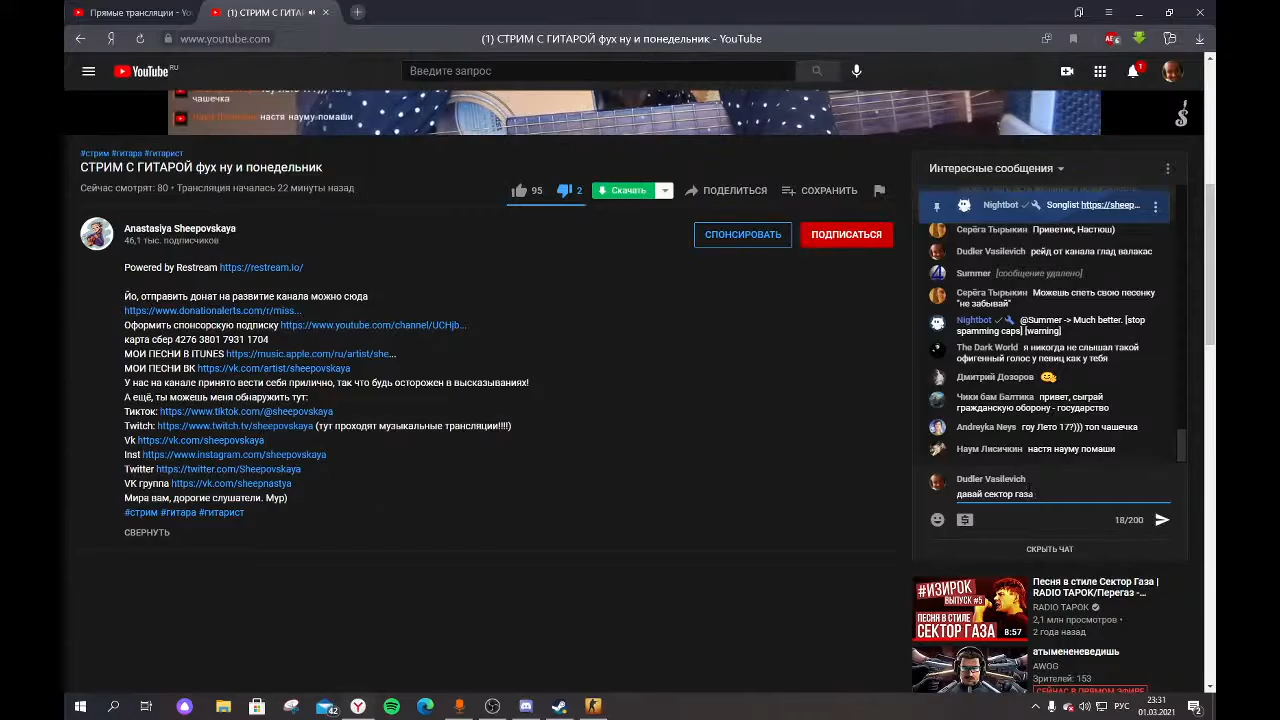 Прямые трансляции - Yo
(1) СТРИМ С ГИТАР
www.youtube.com
(1) СТРИМ С ГИТАРОЙ фух ну и понедельник - YouTube
YouTube RU
Введите запрос
1
чашечка
настя науму помаши
#стрим #гитара #гитарист
СТРИМ С ГИТАРОЙ фух ну и понедельник
Сейчас смотрят: 80 • Трансляция началась 22 минуты назад
95
2
Скачать
ПОДЕЛИТЬСЯ
СОХРАНИТЬ
Anastasiya Sheepovskaya
46,1 тыс. подписчиков
СПОНСИРОВАТЬ
ПОДПИСАТЬСЯ
Powered by Restream https://restream.io/
Йо, отправить донат на развитие канала можно сюда
https://www.donationalerts.com/r/miss...
Оформить спонсорскую подписку https://www.youtube.com/channel/UCHjb...
карта сбер 4276 3801 7931 1704
МОИ ПЕСНИ В ITUNES https://music.apple.com/ru/artist/she...
МОИ ПЕСНИ ВК https://vk.com/artist/sheepovskaya
У нас на канале принято вести себя прилично, так что будь осторожен в высказываниях!
А ещё, ты можешь меня обнаружить тут:
Тикток: https://www.tiktok.com/@sheepovskaya
Twitch: https://www.twitch.tv/sheepovskaya (тут проходят музыкальные трансляции!!!!)
Vk https://vk.com/sheepovskaya
Inst https://www.instagram.com/sheepovskaya
Twitter https://twitter.com/Sheepovskaya
VK группа https://vk.com/sheepnastya
Мира вам, дорогие слушатели. Мур)
#стрим #гитара #гитарист
СВЕРНУТЬ
Интересные сообщения
Nightbot Songlist https://sheep...
Серёга Тырыкин Приветик, Настюш)
Dudler Vasilevich рейд от канала глад валакас
Summer [сообщение удалено]
Серёга Тырыкин Можешь спеть свою песенку
"не забывай"
Nightbot @Summer -> Much better. [stop
spamming caps] [warning]
The Dark World я никогда не слышал такой
офигенный голос у певиц как у тебя
Дмитрий Дозоров
Чики бам Балтика привет, сыграй
гражданскую оборону - государство
Andreyka Neys гоу Лето 17?))) топ чашечка
Наум Лисичкин настя науму помаши
Dudler Vasilevich
давай сектор газа
18/200
СКРЫТЬ ЧАТ
#ИЗИРОК
ВЫПУСК #5
ПЕСНЯ В СТИЛЕ
СЕКТОР ГАЗА
8:57
Песня в стиле Сектор Газа |
RADIO TAPOK/Перегаз -...
RADIO TAPOK
2,1 млн просмотров •
2 года назад
атыменененведишь
AWOG
Зрителей: 153
СЕЙЧАС В ПРЯМОМ ЭФИРЕ
42
РУС
23:31
01.03.2021
2